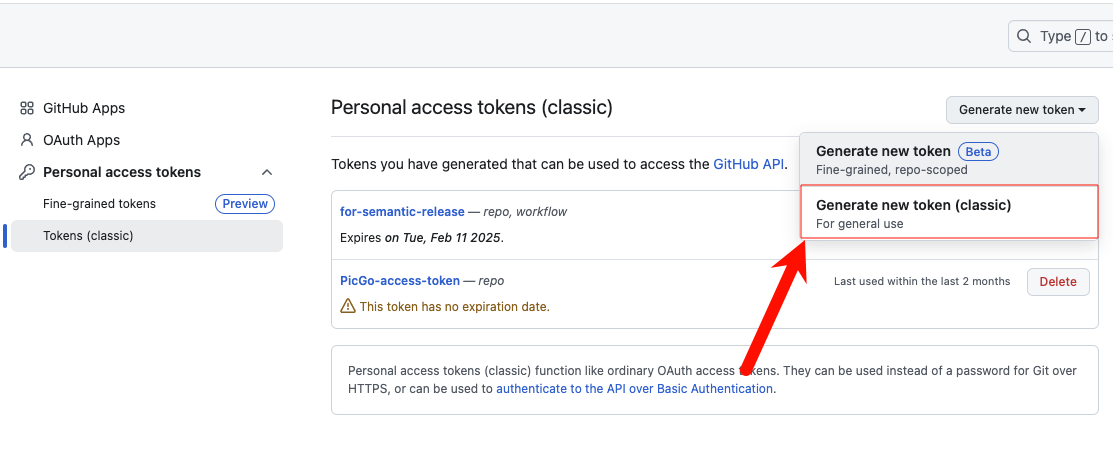 Type / to
GitHub Apps
OAuth Apps
Personal access tokens
Fine-grained tokens Preview
Tokens (classic)
Personal access tokens (classic)
Generate new token
Generate new token Beta
Fine-grained, repo-scoped
Generate new token (classic)
For general use
Tokens you have generated that can be used to access the GitHub API.
for-semantic-release — repo, workflow
Expires on Tue, Feb 11 2025.
PicGo-access-token — repo
Last used within the last 2 months
Delete
This token has no expiration date.
Personal access tokens (classic) function like ordinary OAuth access tokens. They can be used instead of a password for Git over
HTTPS, or can be used to authenticate to the API over Basic Authentication.